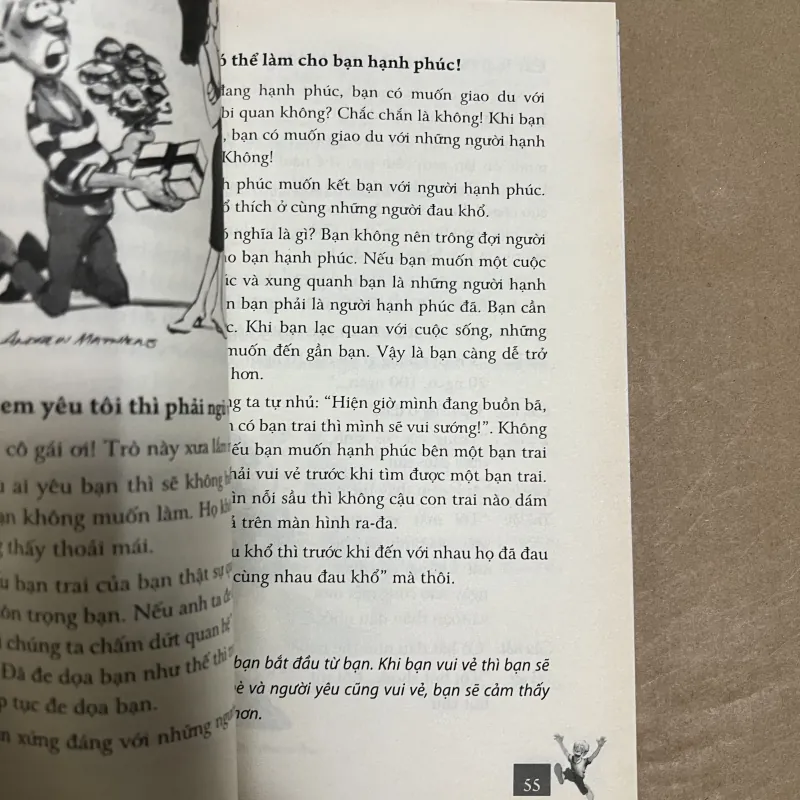 ANDREW MATTHEWS
em yêu tôi thì phải
cô gái ơi! Trò này xưa lắm
ai yêu bạn thì sẽ không
không muốn làm. Họ
thấy thoải mái.
bạn trai của bạn thật sự
trọng bạn. Nếu anh ta
chúng ta chấm dứt quan hệ
Đã đe dọa bạn như thế thì
tục đe dọa bạn.
xứng đáng với những
thể làm cho bạn hạnh phúc!
đang hạnh phúc, bạn có muốn giao du với
bi quan không? Chắc chắn là không! Khi bạn
, bạn có muốn giao du với những người hạnh
Không!
phúc muốn kết bạn với người hạnh phúc.
thích ở cùng những người đau khổ.
nghĩa là gì? Bạn không nên trông đợi người
bạn hạnh phúc. Nếu bạn muốn một cuộc
và xung quanh bạn là những người hạnh
bạn phải là người hạnh phúc đã. Bạn cần
Khi bạn lạc quan với cuộc sống, những
muốn đến gần bạn. Vậy là bạn càng dễ trở
hơn.
ta tự nhủ: “Hiện giờ mình đang buồn bã,
có bạn trai thì mình sẽ vui sướng!”. Không
bạn muốn hạnh phúc bên một bạn trai
vui vẻ trước khi tìm được một bạn trai.
nỗi sầu thì không cậu con trai nào dám
trên màn hình ra-đa.
khổ thì trước khi đến với nhau họ đã đau
cùng nhau đau khổ” mà thôi.
bạn bắt đầu từ bạn. Khi bạn vui vẻ thì bạn sẽ
và người yêu cũng vui vẻ, bạn sẽ cảm thấy
hơn.
55